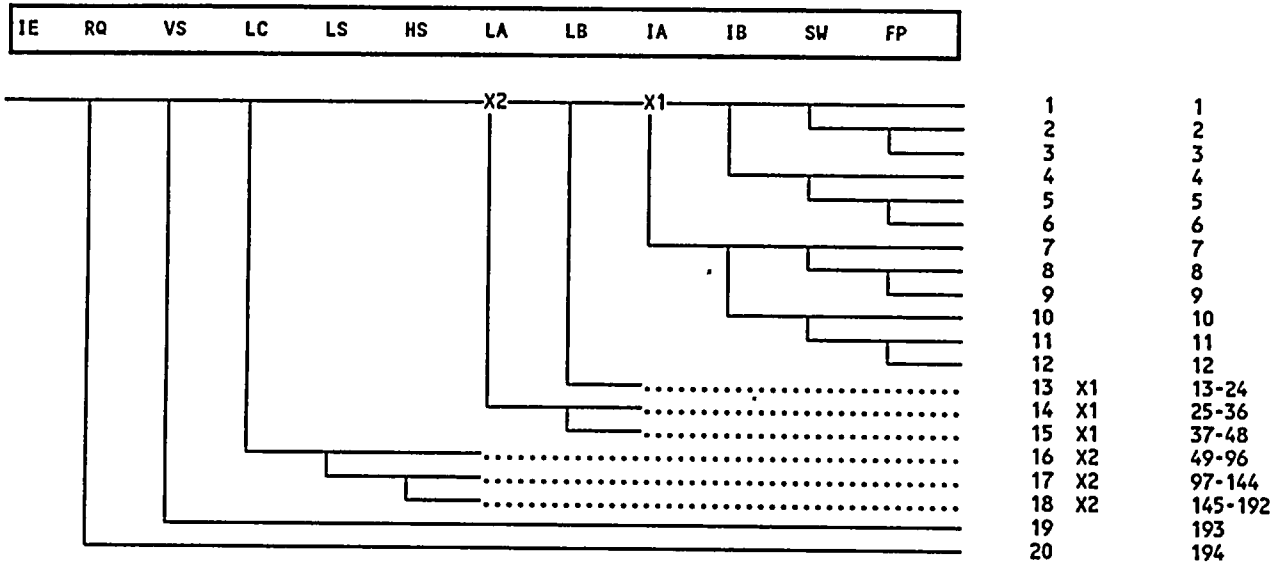 IE RQ VS LC LS HS LA LB IA IB SW FP
X2 X1 1 1
2 2
3 3
4 4
5 5
6 6
7 7
8 8
9 9
10 10
11 11
12 12
13 X1 13-24
14 X1 25-36
15 X1 37-48
16 X2 49-96
17 X2 97-144
18 X2 145-192
19 193
20 194